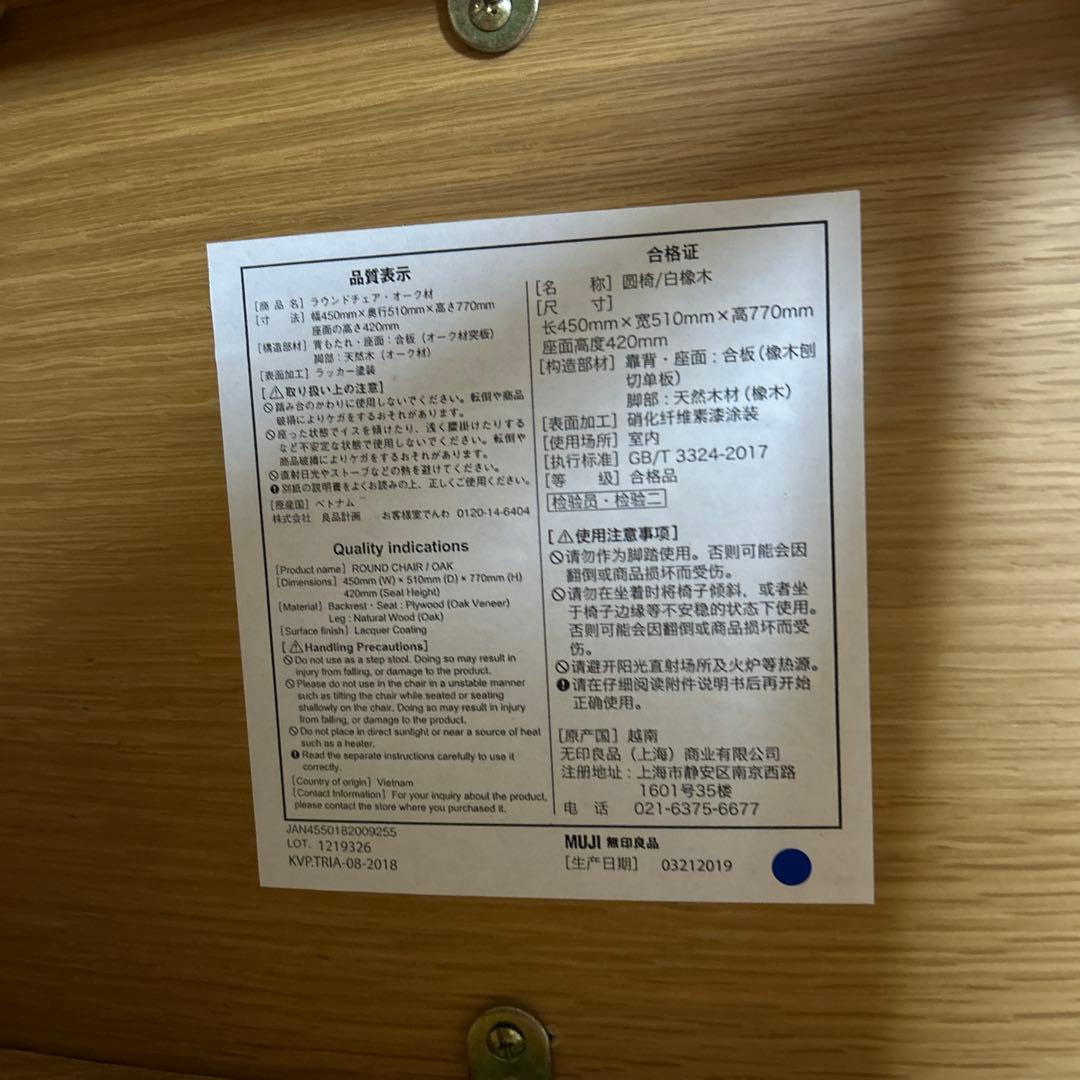 品質表示
[商品名] ラウンドチェア・オーク材
[寸　法] 幅450mm×奥行510mm×高さ770mm
座面の高さ420mm
[構造部材] 背もたれ・座面：合板（オーク材突板）
脚部：天然木（オーク材）
[表面加工] ラッカー塗装
[⚠取り扱い上の注意]
🚫踏み台のかわりに使用しないでください。転倒や商品
破損によりケガをするおそれがあります。
🚫座った状態でイスを傾けたり、浅く腰掛けたりする
など不安定な状態で使用しないでください。転倒や
商品破損によりケガをするおそれがあります。
🚫直射日光やストーブなどの熱を避けてください。
❗別紙の説明書をよくお読みの上、正しくご使用ください。
[原産国] ベトナム
株式会社　良品計画　お客様室でんわ 0120-14-6404
Quality indications
[Product name] ROUND CHAIR / OAK
[Dimensions] 450mm (W) × 510mm (D) × 770mm (H)
420mm (Seal Height)
[Material] Backrest・Seat : Plywood (Oak Veneer)
Leg : Natural Wood (Oak)
[Surface finish] Lacquer Coating
[⚠Handling Precautions]
🚫Do not use as a step stool. Doing so may result in
injury from falling, or damage to the product.
🚫Please do not use in the chair in a unstable manner
such as tilting the chair while seated or seating
shallowly on the chair. Doing so may result in injury
from falling, or damage to the product.
🚫Do not place in direct sunlight or near a source of heat
such as a heater.
❗Read the separate instructions carefully to use it
correctly.
[Country of origin] Vietnam
[Contact Information] For your inquiry about the product,
please contact the store where you purchased it.
合格证
[名　称] 圆椅/白橡木
[尺　寸]
长450mm×宽510mm×高770mm
座面高度420mm
[构造部材] 靠背・座面：合板（橡木刨
切单板）
脚部：天然木材（橡木）
[表面加工] 硝化纤维素漆涂装
[使用场所] 室内
[执行标准] GB/T 3324-2017
[等　级] 合格品
检验员・检验二
[⚠使用注意事项]
🚫请勿作为脚踏使用。否则可能会因
翻倒或商品损坏而受伤。
🚫请勿在坐着时将椅子倾斜，或者坐
于椅子边缘等不安稳的状态下使用。
否则可能会因翻倒或商品损坏而受
伤。
🚫请避开阳光直射场所及火炉等热源。
❗请在仔细阅读附件说明书后再开始
正确使用。
[原产国] 越南
无印良品（上海）商业有限公司
注册地址：上海市静安区南京西路
1601号35楼
电　话　021-6375-6677
JAN4550182009255
LOT. 1219326
KVP.TRIA-08-2018
MUJI 無印良品
[生产日期] 03212019